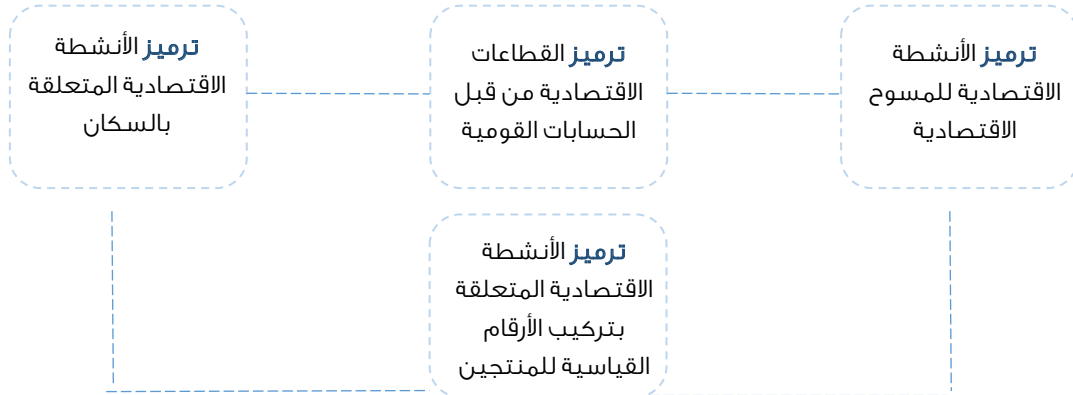 ترميز الأنشطة
الاقتصادية للمسوح
الاقتصادية
ترميز القطاعات
الاقتصادية من قبل
الحسابات القومية
ترميز الأنشطة
الاقتصادية المتعلقة
بالسكان
ترميز الأنشطة
الاقتصادية المتعلقة
بتركيب الأرقام
القياسية للمنتجين